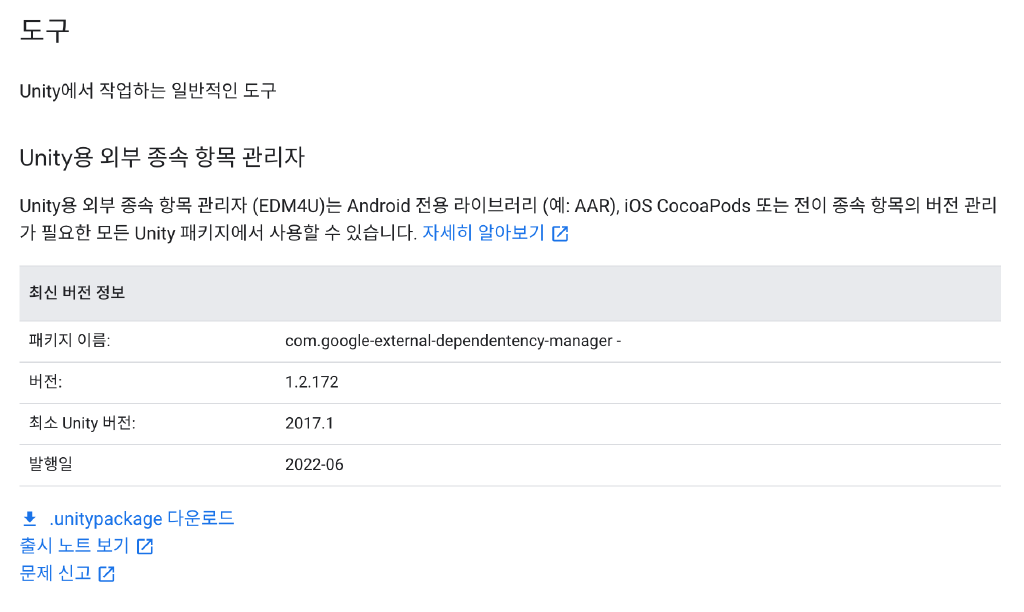 도구
Unity에서 작업하는 일반적인 도구
Unity용 외부 종속 항목 관리자
Unity용 외부 종속 항목 관리자 (EDM4U)는 Android 전용 라이브러리 (예: AAR), iOS CocoaPods 또는 전이 종속 항목의 버전 관리
가 필요한 모든 Unity 패키지에서 사용할 수 있습니다. 자세히 알아보기
최신 버전 정보
패키지 이름: com.google-external-dependentency-manager -
버전: 1.2.172
최소 Unity 버전: 2017.1
발행일 2022-06
.unitypackage 다운로드
출시 노트 보기
문제 신고